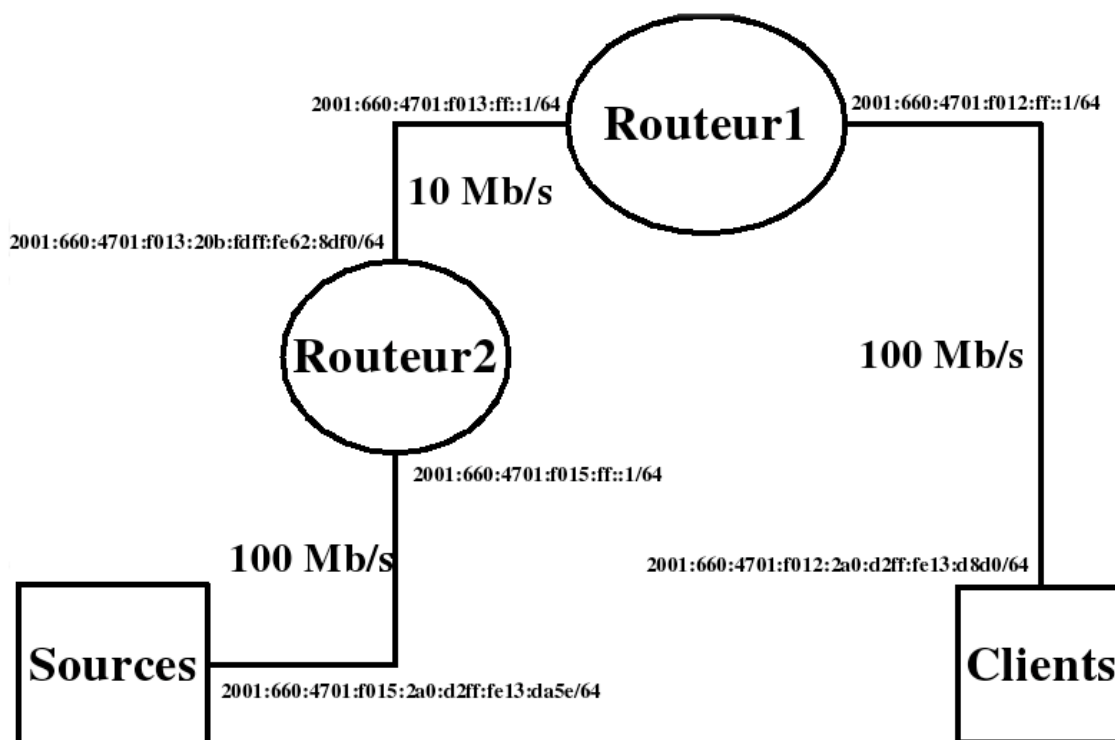 2001:660:4701:f013:ff::1/64
2001:660:4701:f012:ff::1/64
Routeur1
10 Mb/s
2001:660:4701:f013:20b:fdff:fe62:8df0/64
Routeur2
100 Mb/s
2001:660:4701:f015:ff::1/64
100 Mb/s
2001:660:4701:f012:2a0:d2ff:fe13:d8d0/64
Sources
Clients
2001:660:4701:f015:2a0:d2ff:fe13:da5e/64